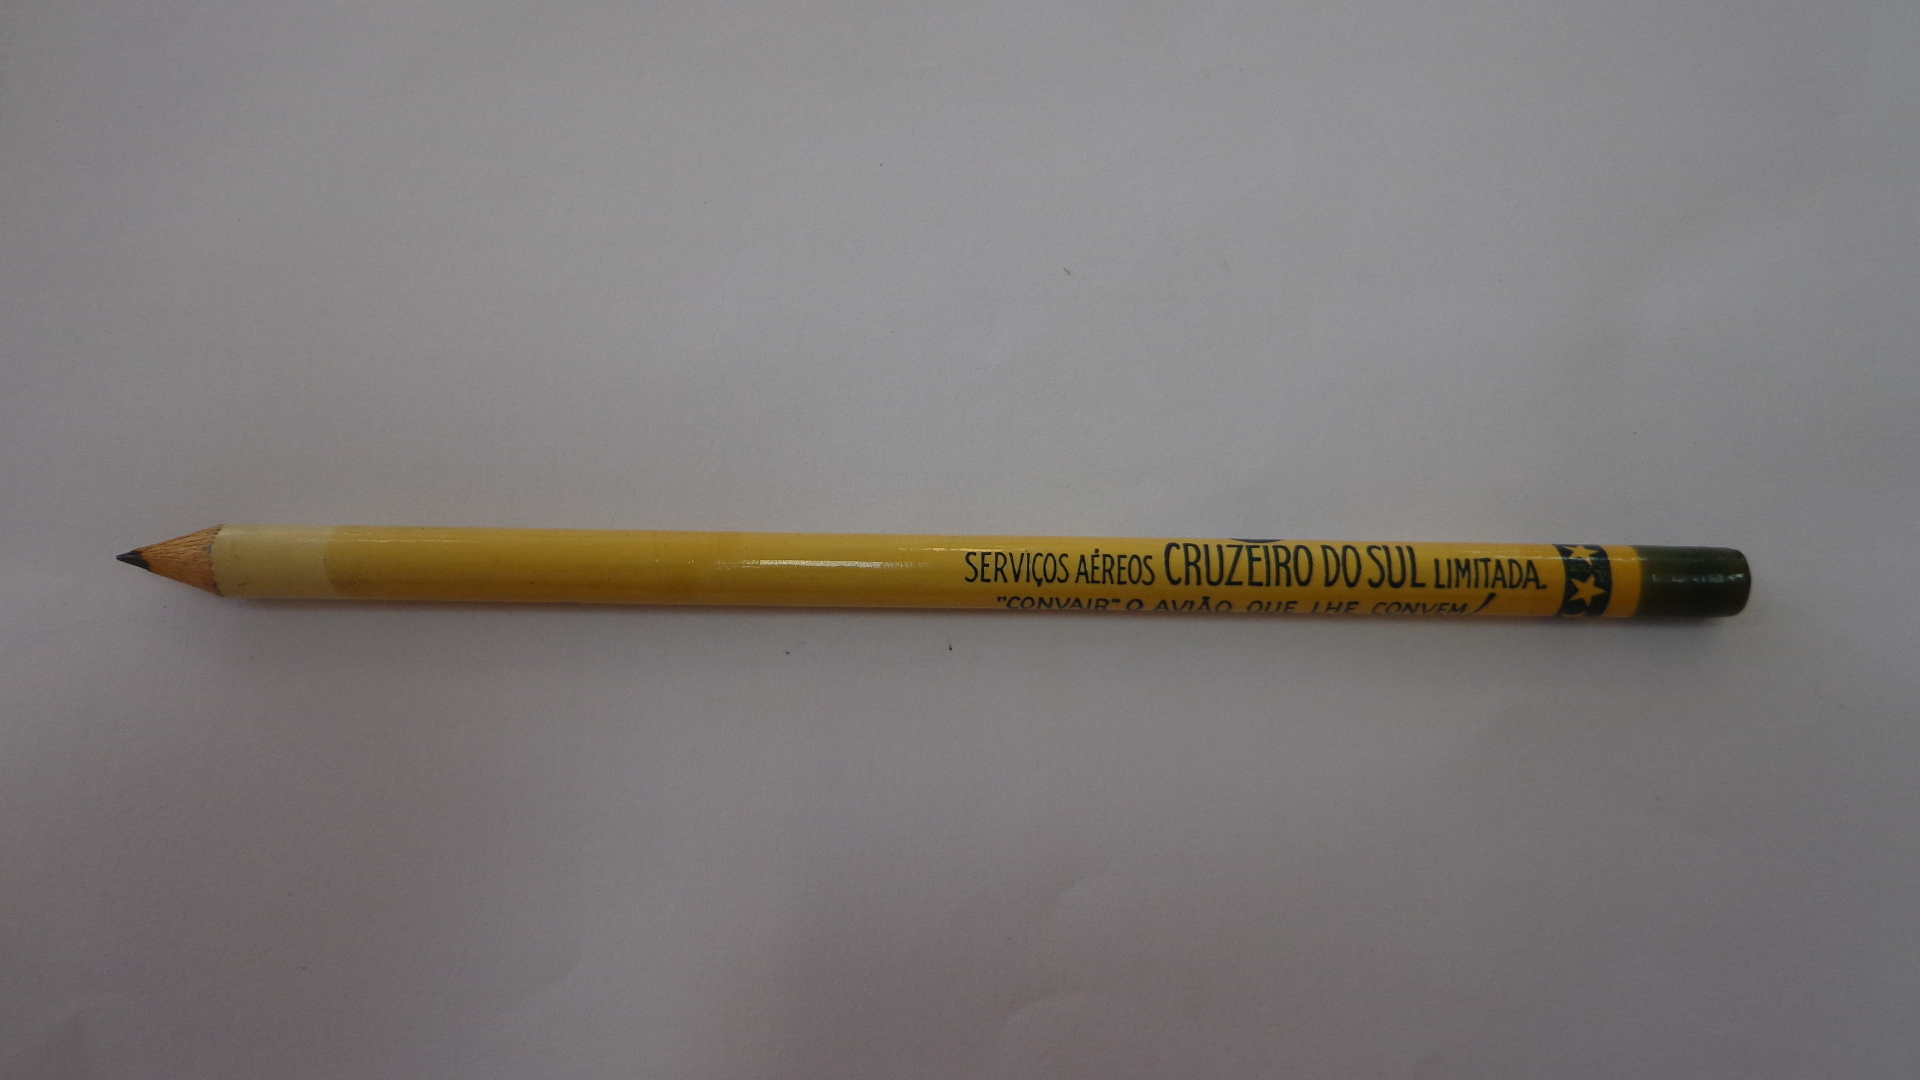 SERVIÇOS AÉREOS CRUZEIRO DO SUL LIMITADA.
"CONVAIR" O AVIÃO QUE LHE CONVEM!